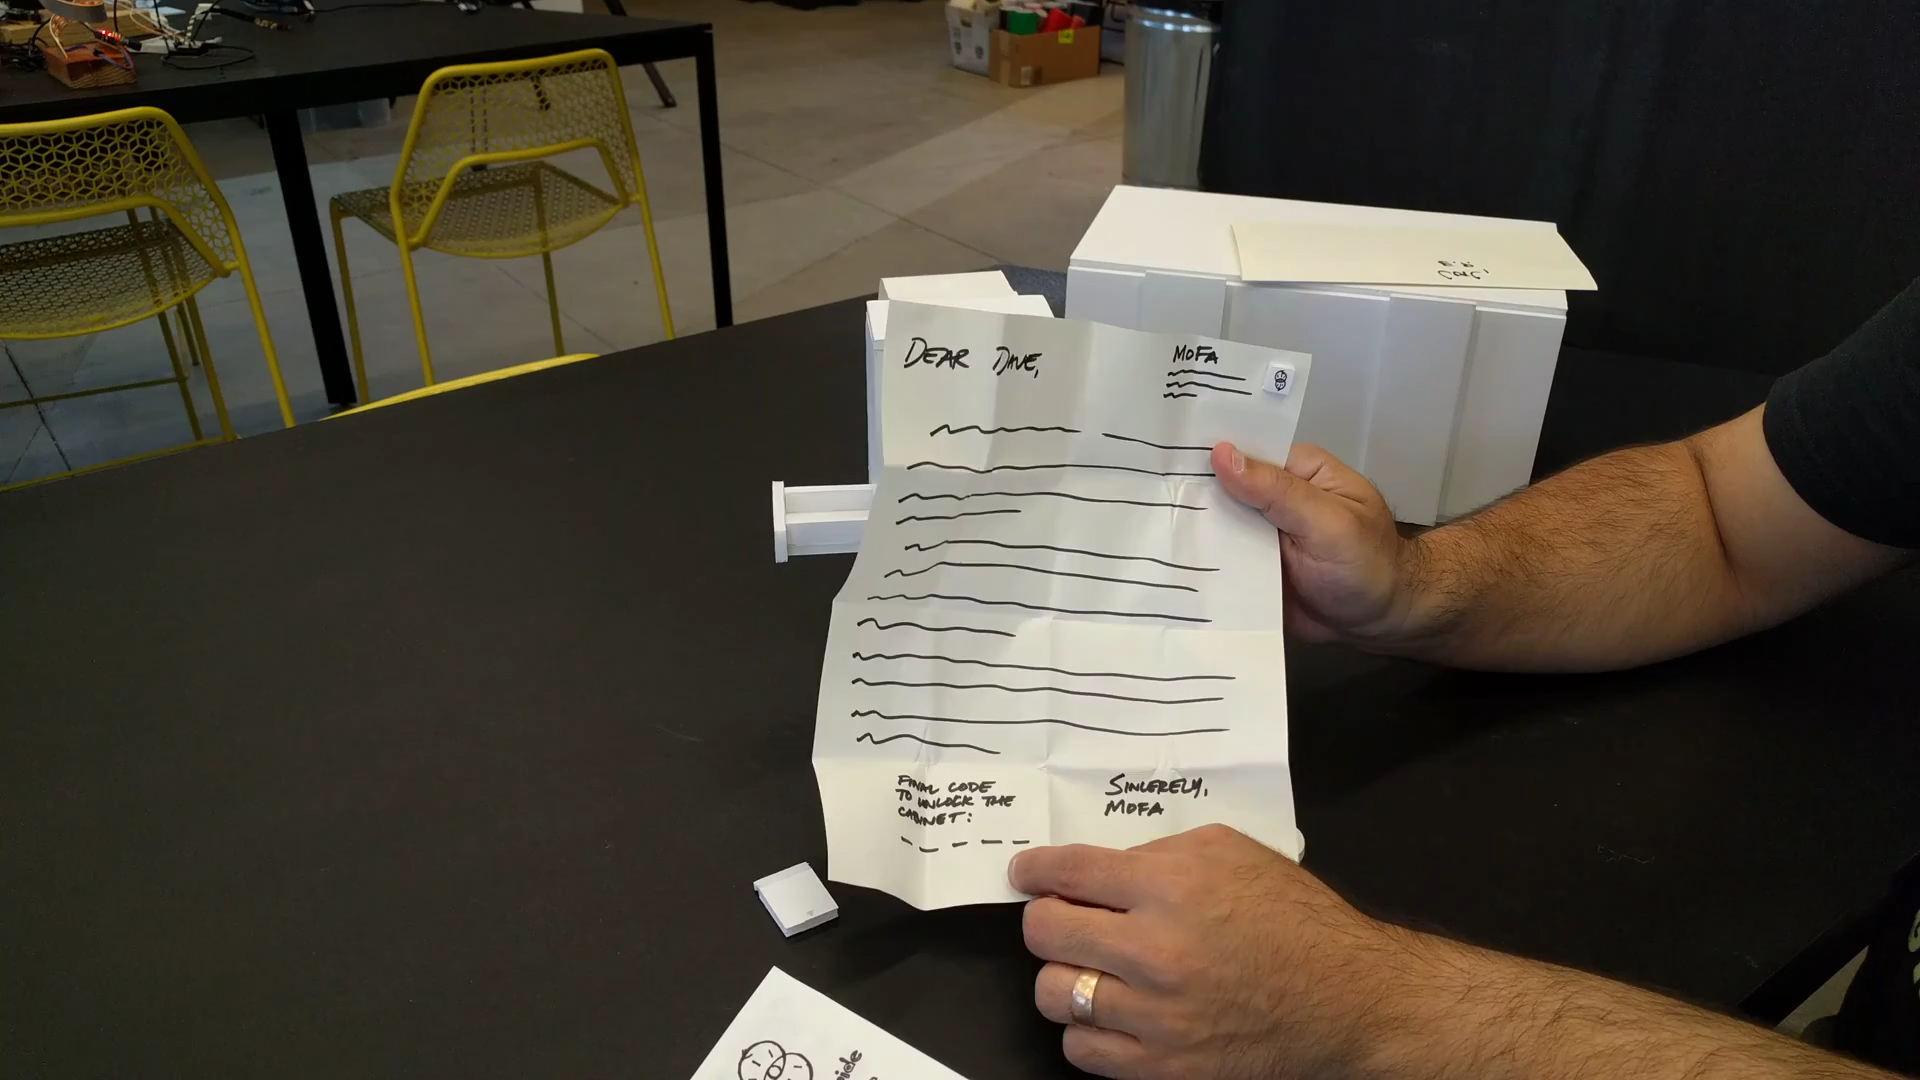 DEAR DAVE,
MOFA
FINAL CODE
TO UNLOCK THE
CABINET:
SINCERELY,
MOFA